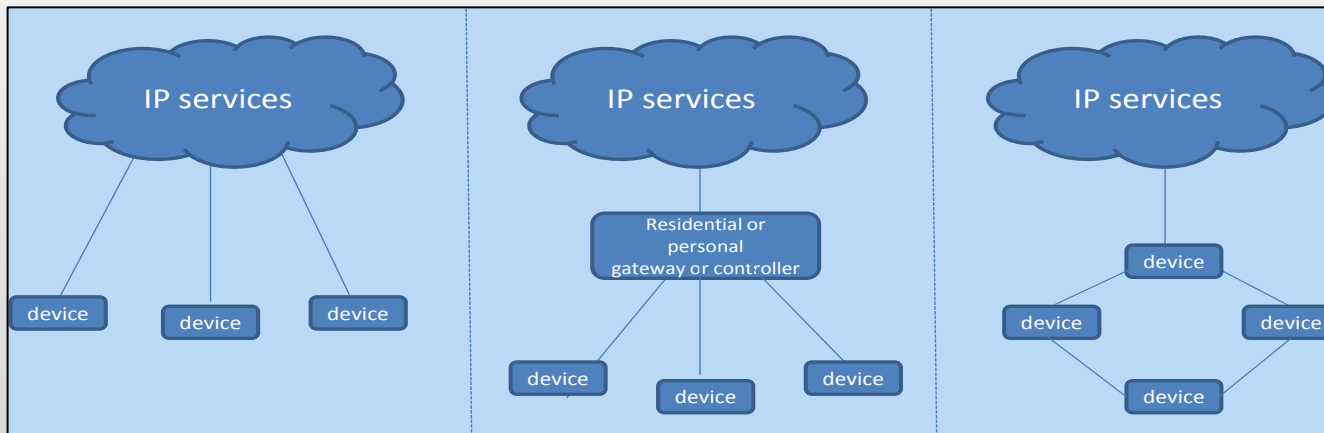 IP services
device
device
device
IP services
Residential or
personal
gateway or controller
device
device
device
IP services
device
device
device
device